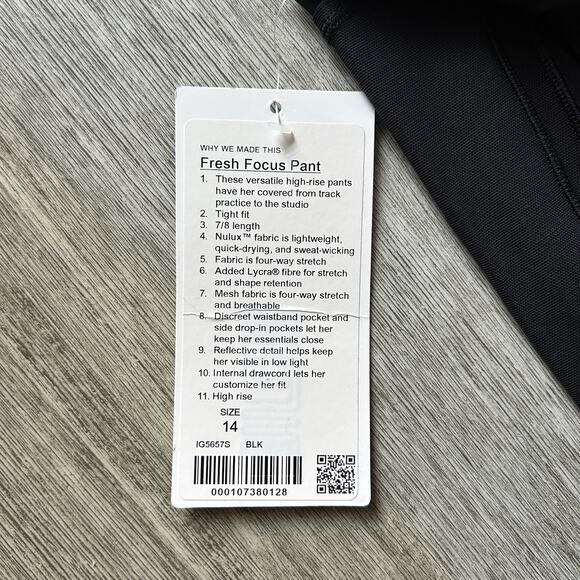 WHY WE MADE THIS
Fresh Focus Pant
1. These versatile high-rise pants
have her covered from track
practice to the studio
2. Tight fit
3. 7/8 length
4. Nulux™ fabric is lightweight,
quick-drying, and sweat-wicking
5. Fabric is four-way stretch
6. Added Lycra® fibre for stretch
and shape retention
7. Mesh fabric is four-way stretch
and breathable
8. Discreet waistband pocket and
side drop-in pockets let her
keep her essentials close
9. Reflective detail helps keep
her visible in low light
10. Internal drawcord lets her
customize her fit
11. High rise
SIZE
14
IG5657S BLK
000107380128